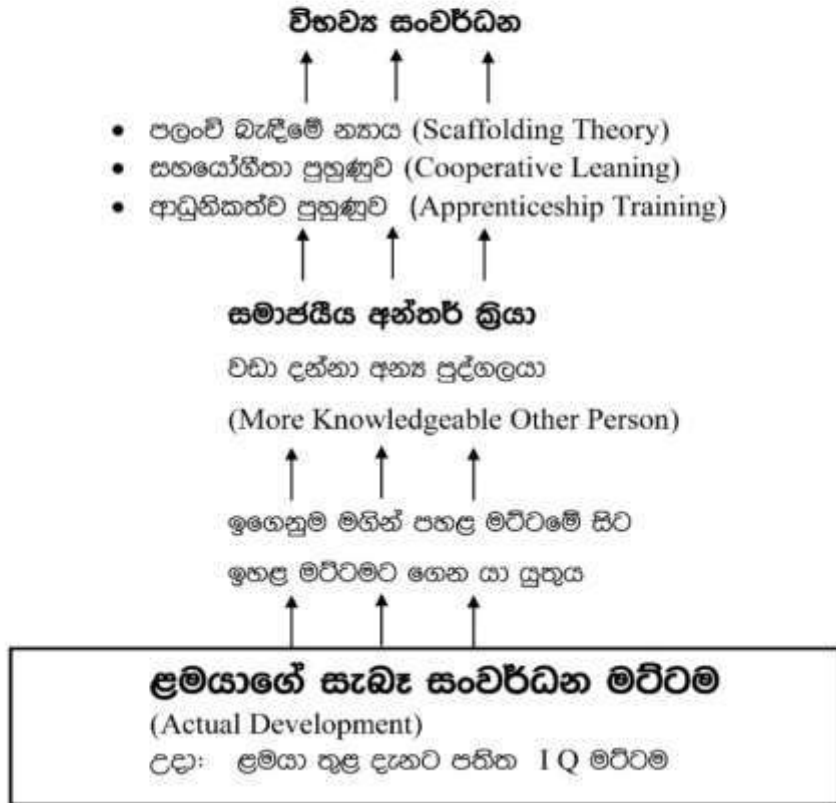 විභව්‍ය සංවර්ධන
• පලංචි බැඳීමේ න්‍යාය (Scaffolding Theory)
• සහයෝගීතා පුහුණුව (Cooperative Leaning)
• ආධුනිකත්ව පුහුණුව (Apprenticeship Training)
සමාජයීය අන්තර් ක්‍රියා
වඩා දන්නා අන්‍ය පුද්ගලයා
(More Knowledgeable Other Person)
ඉගෙනුම මගින් පහළ මට්ටමේ සිට
ඉහළ මට්ටමට ගෙන යා යුතුය
ළමයාගේ සැබෑ සංවර්ධන මට්ටම
(Actual Development)
උදා: ළමයා තුළ දැනට පතිත I Q මට්ටම